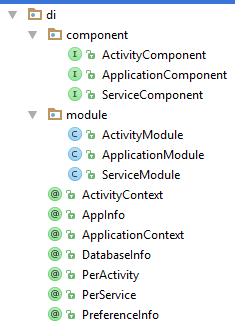 di
component
I ActivityComponent
I ApplicationComponent
I ServiceComponent
module
C ActivityModule
C ApplicationModule
C ServiceModule
@ ActivityContext
@ AppInfo
@ ApplicationContext
@ DatabaseInfo
@ PerActivity
@ PerService
@ PreferenceInfo